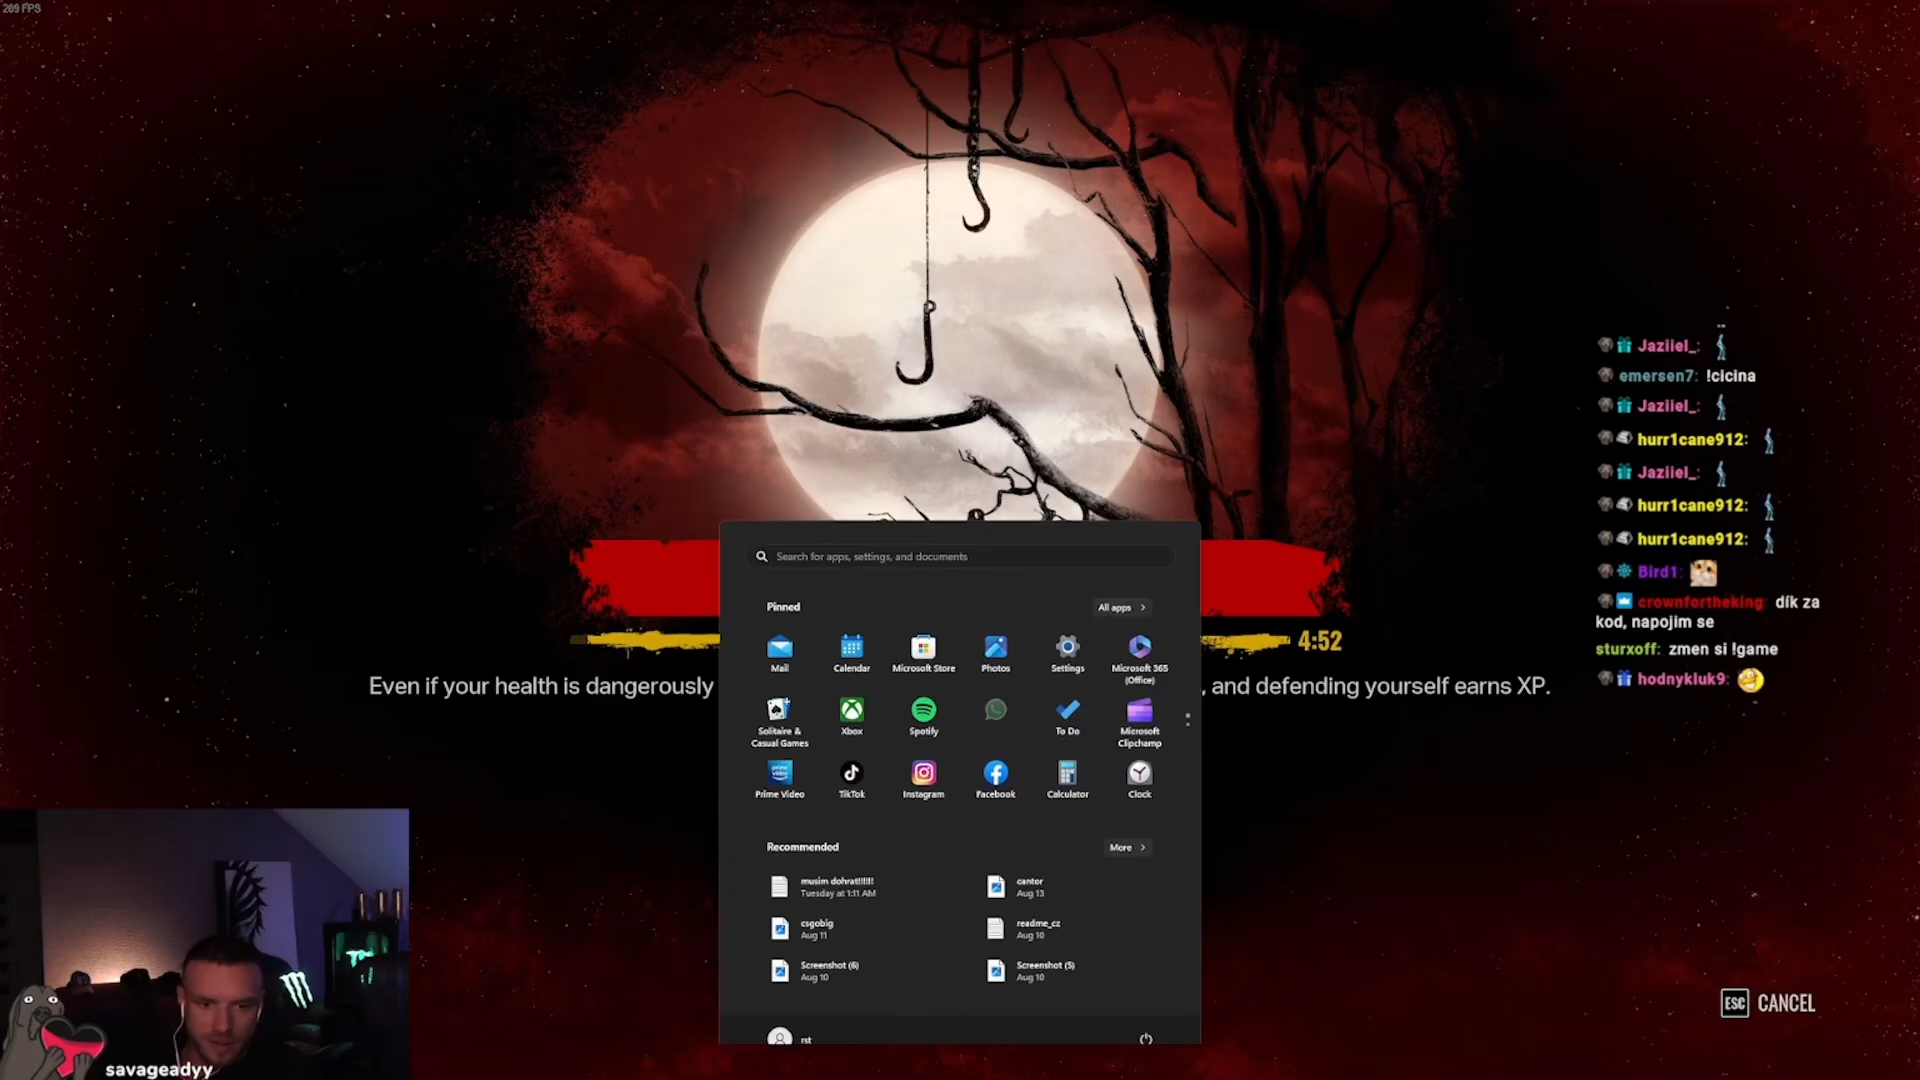 269 FPS
Jaziiel_:
emersen7: !cicina
Jaziiel_:
hurr1cane912:
Jaziiel_:
hurr1cane912:
hurr1cane912:
Bird1:
crownfortheking: dík za
kod, napojim se
sturxoff: zmen si !game
hodnykluk9:
Search for apps, settings, and documents
Pinned
All apps
Mail
Calendar
Microsoft Store
Photos
Settings
Microsoft 365
(Office)
Solitaire &
Casual Games
Xbox
Spotify
To Do
Microsoft
Clipchamp
prime video
Prime Video
TikTok
Instagram
Facebook
Calculator
Clock
4:52
Even if your health is dangerously
, and defending yourself earns XP.
Recommended
More
musim dohrat!!!!!!
Tuesday at 1:11 AM
cantor
Aug 13
csgobig
Aug 11
readme_cz
Aug 10
Screenshot (6)
Aug 10
Screenshot (5)
Aug 10
rst
ESC CANCEL
savageadyy